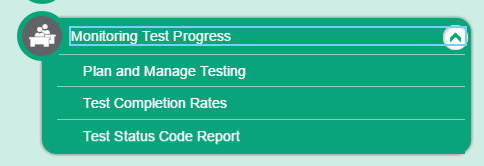 Monitoring Test Progress
Plan and Manage Testing
Test Completion Rates
Test Status Code Report